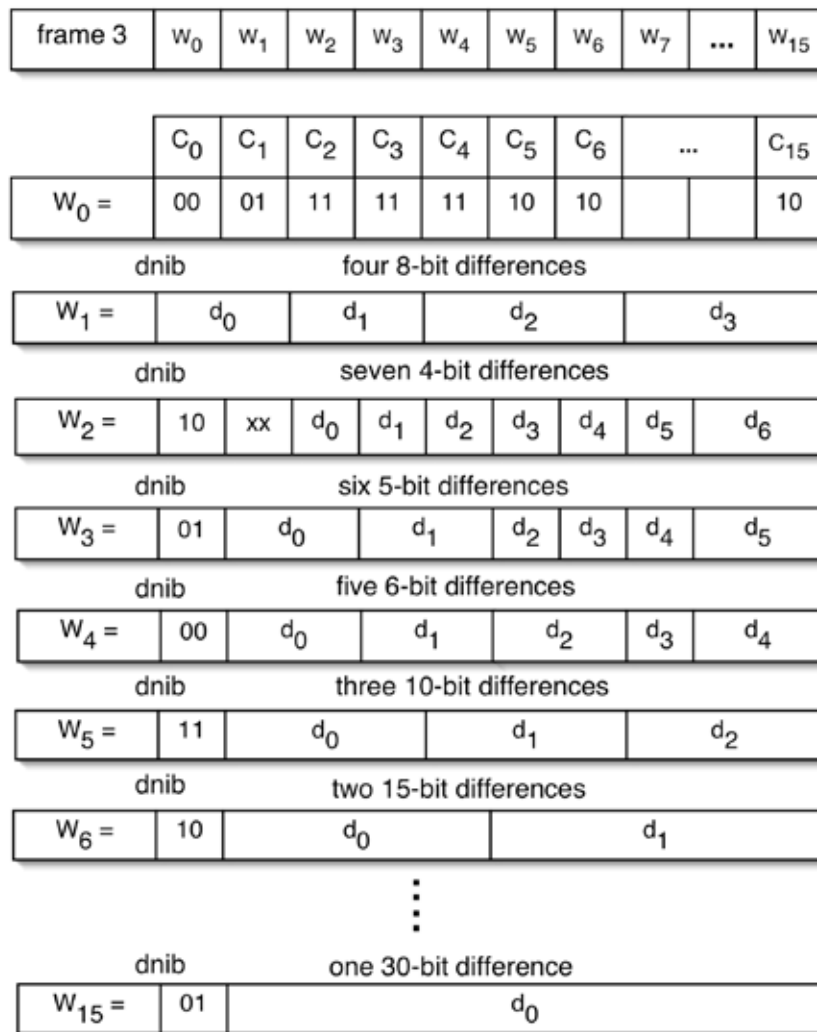 frame 3 w0 w1 w2 w3 w4 w5 w6 w7 ... w15
C0 C1 C2 C3 C4 C5 C6 ... C15
W0 = 00 01 11 11 11 10 10 10
dnib four 8-bit differences
W1 = d0 d1 d2 d3
dnib seven 4-bit differences
W2 = 10 xx d0 d1 d2 d3 d4 d5 d6
dnib six 5-bit differences
W3 = 01 d0 d1 d2 d3 d4 d5
dnib five 6-bit differences
W4 = 00 d0 d1 d2 d3 d4
dnib three 10-bit differences
W5 = 11 d0 d1 d2
dnib two 15-bit differences
W6 = 10 d0 d1
dnib one 30-bit difference
W15 = 01 d0